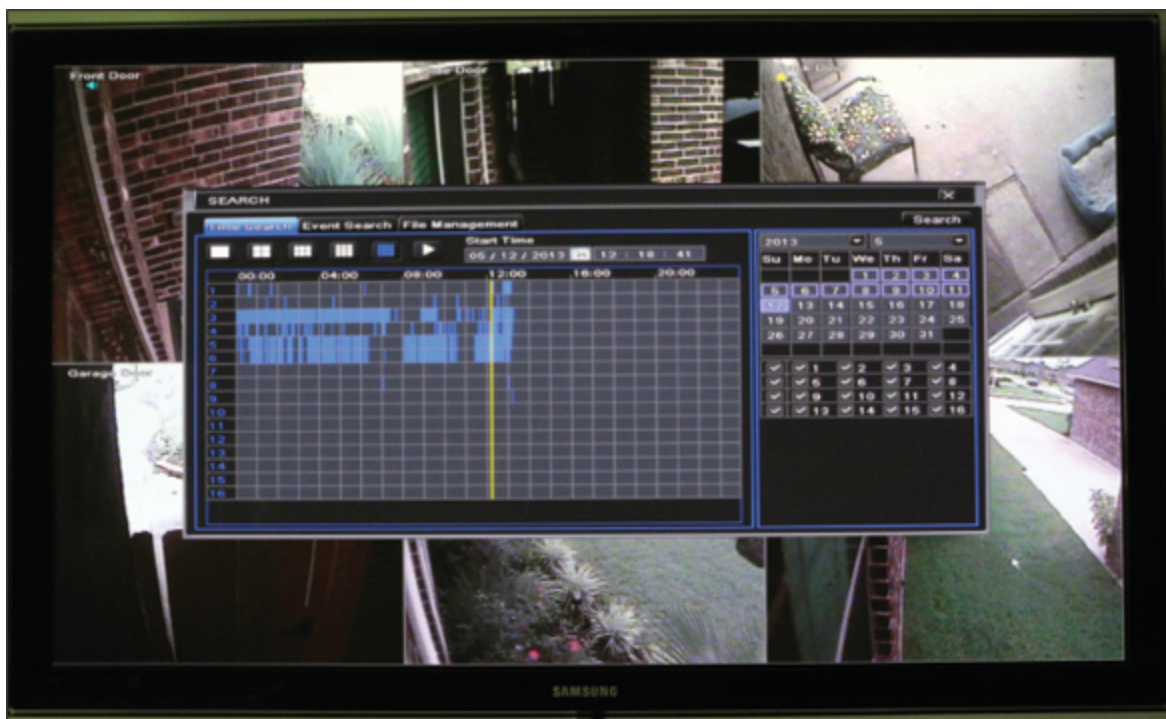 Front Door
Door
SEARCH
Time Search Event Search File Management
Search
Start Time
05 / 12 / 2013 12 : 18 : 41
2013 5
00:00 04:00 08:00 12:00 16:00 20:00
Su Mo Tu We Th Fr Sa
1 2 3 4
5 6 7 8 9 10 11
12 13 14 15 16 17 18
19 20 21 22 23 24 25
26 27 28 29 30 31
1
2
3
4
5
6
7
8
9
10
11
12
13
14
15
16
1 2 3 4
5 6 7 8
9 10 11 12
13 14 15 16
Garage Door
SAMSUNG